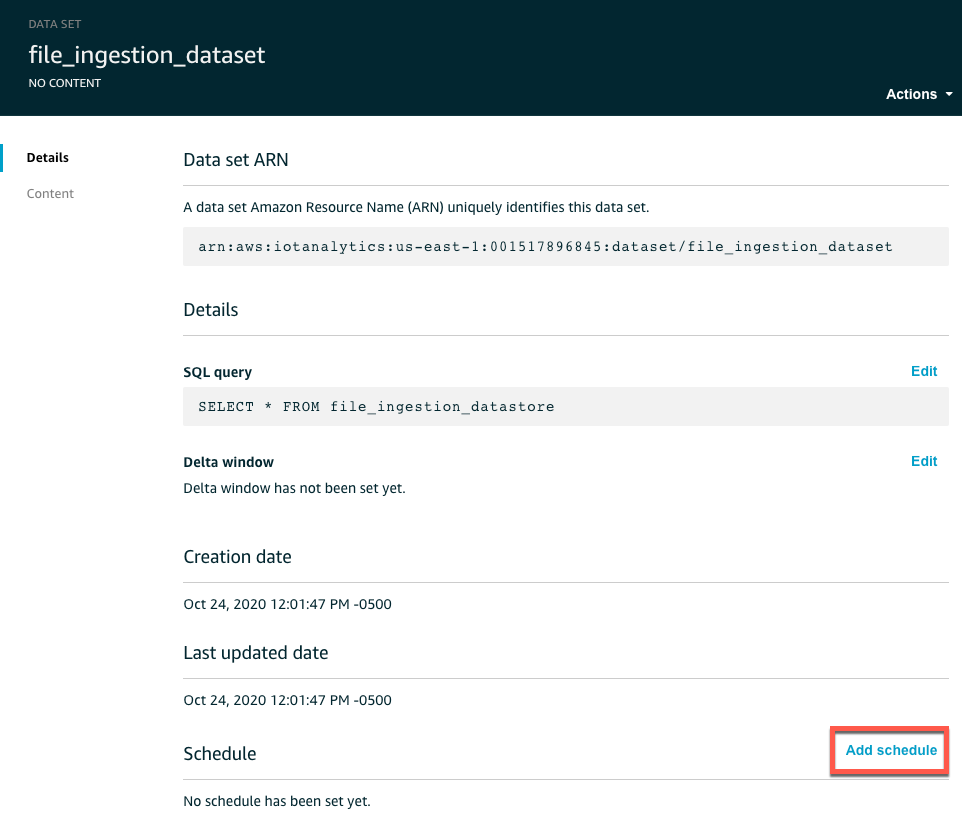 DATA SET
file_ingestion_dataset
NO CONTENT
Actions
Details
Content
Data set ARN
A data set Amazon Resource Name (ARN) uniquely identifies this data set.
arn:aws:iotanalytics:us-east-1:001517896845:dataset/file_ingestion_dataset
Details
SQL query
Edit
SELECT * FROM file_ingestion_datastore
Delta window
Edit
Delta window has not been set yet.
Creation date
Oct 24, 2020 12:01:47 PM -0500
Last updated date
Oct 24, 2020 12:01:47 PM -0500
Schedule
Add schedule
No schedule has been set yet.